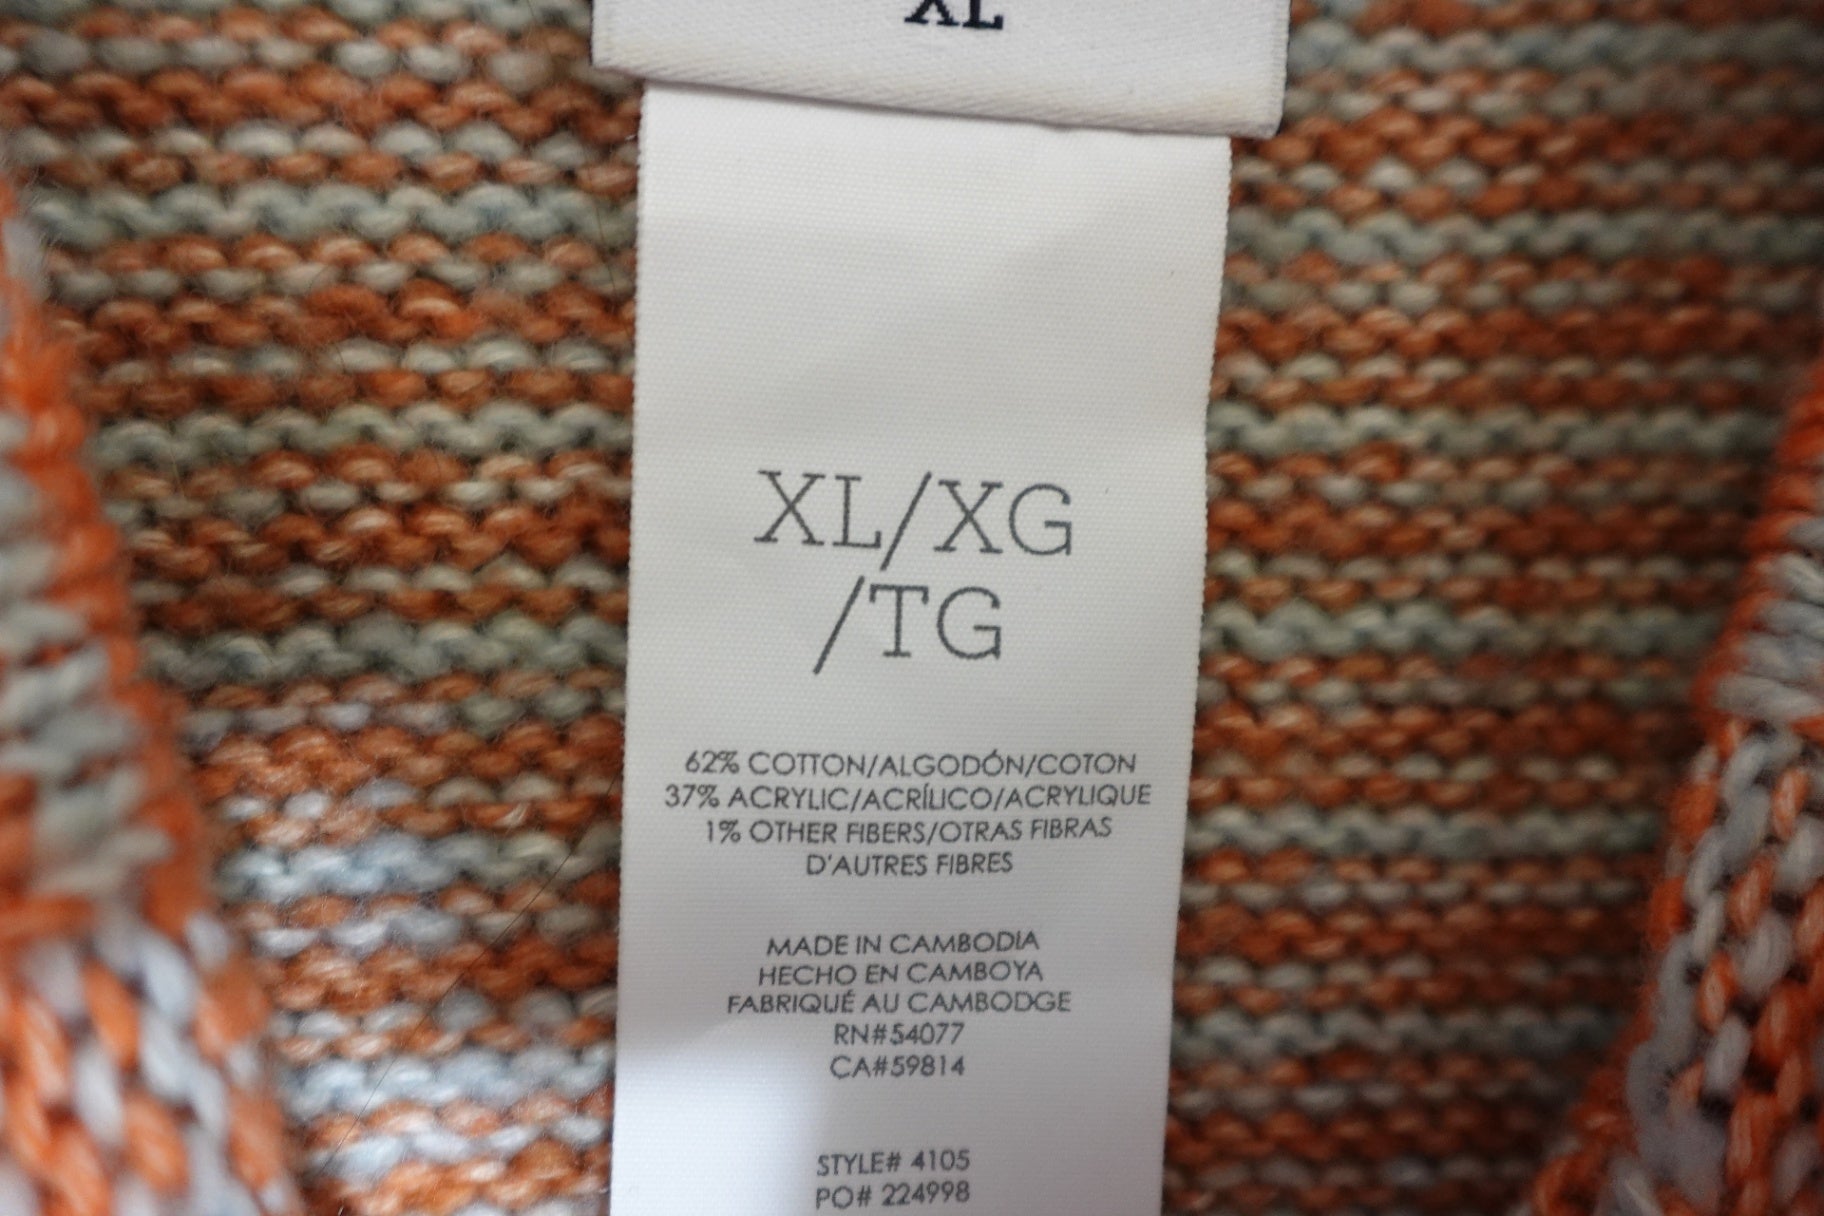 XL
XL/XG
/TG
62% COTTON/ALGODÓN/COTON
37% ACRYLIC/ACRÍLICO/ACRYLIQUE
1% OTHER FIBERS/OTRAS FIBRAS
D'AUTRES FIBRES
MADE IN CAMBODIA
HECHO EN CAMBOYA
FABRIQUÉ AU CAMBODGE
RN#54077
CA#59814
STYLE# 4105
PO# 224998